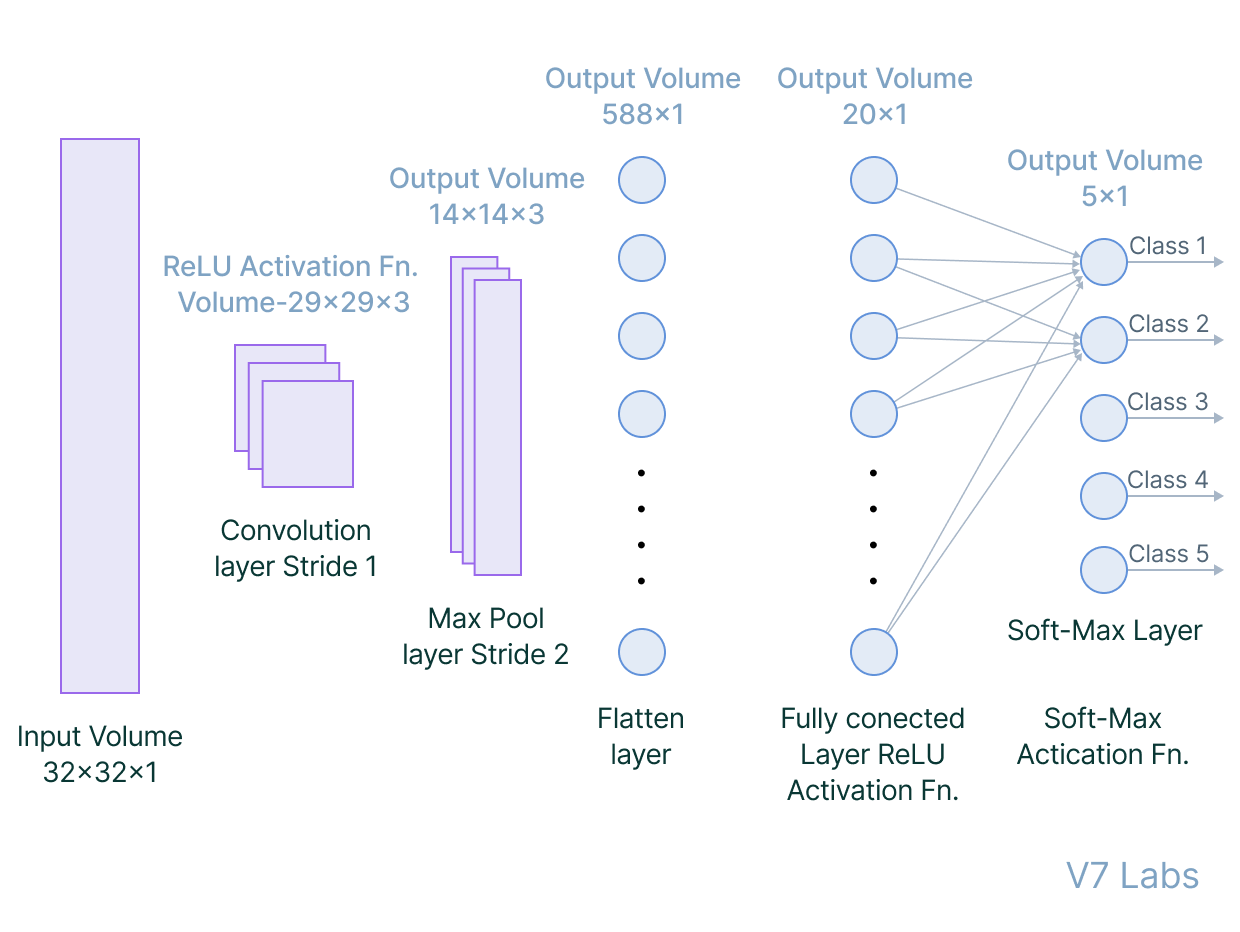 Output Volume
588×1
Output Volume
20×1
Output Volume
5×1
Output Volume
14×14×3
ReLU Activation Fn.
Volume-29×29×3
Class 1
Class 2
Class 3
Class 4
Class 5
Convolution
layer Stride 1
Max Pool
layer Stride 2
Soft-Max Layer
Input Volume
32×32×1
Flatten
layer
Fully conected
Layer ReLU
Activation Fn.
Soft-Max
Actication Fn.
V7 Labs